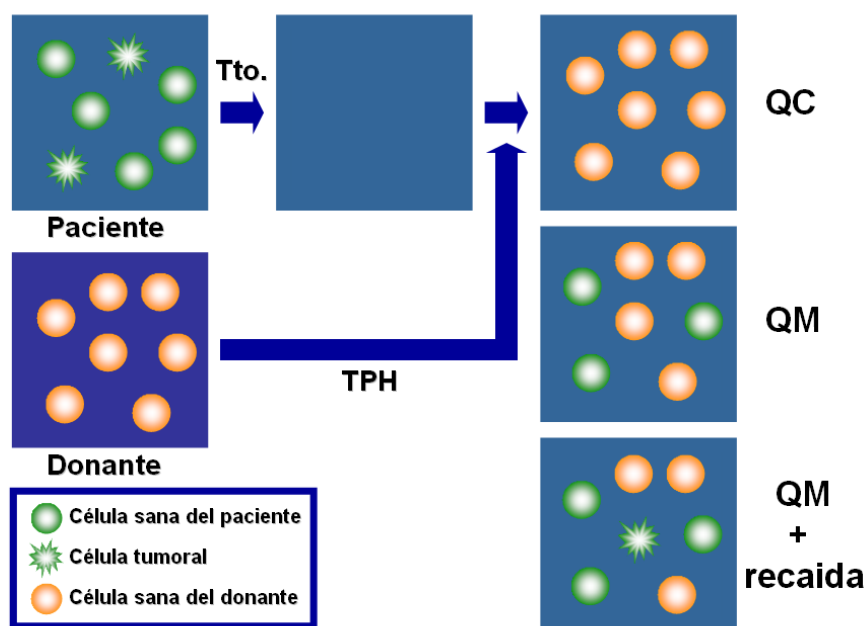 Tto.
QC
Paciente
QM
TPH
Donante
Célula sana del paciente
Célula tumoral
Célula sana del donante
QM
+
recaida